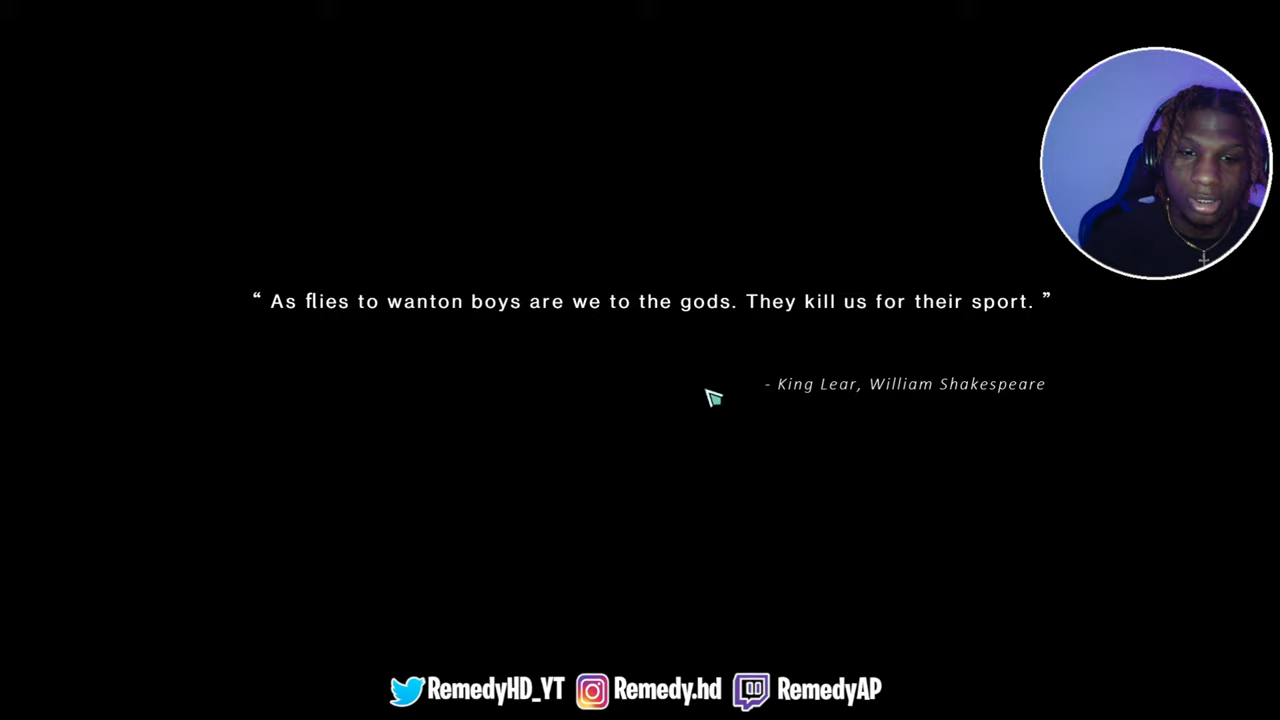 “ As flies to wanton boys are we to the gods. They kill us for their sport. ”
- King Lear, William Shakespeare
RemedyHD_YT Remedy.hd RemedyAP